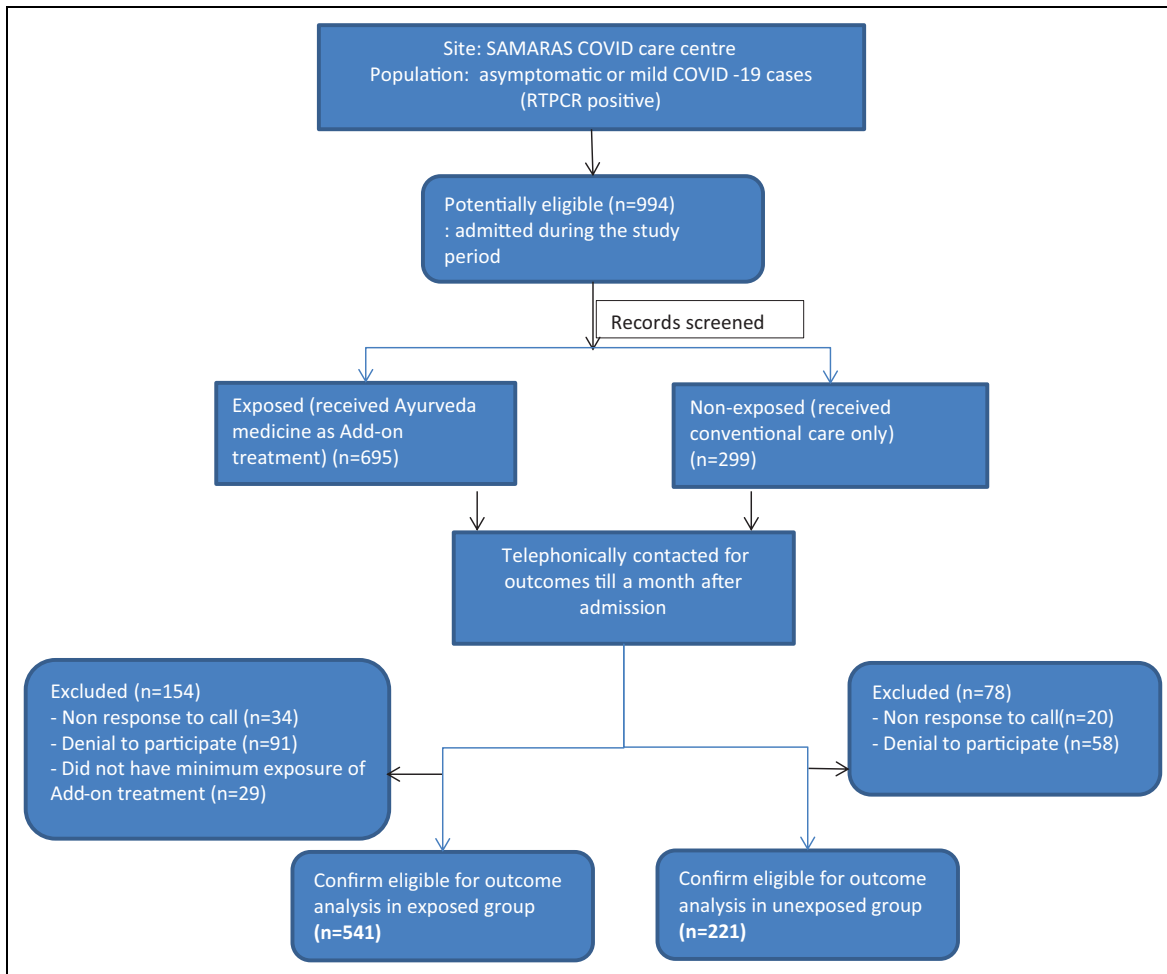 Site: SAMARAS COVID care centre
Population:  asymptomatic or mild COVID -19 cases
(RTPCR positive)
Potentially eligible (n=994)
: admitted during the study
period
Records screened
Exposed (received Ayurveda
medicine as Add-on
treatment) (n=695)
Non-exposed (received
conventional care only)
(n=299)
Telephonically contacted for
outcomes till a month after
admission
Excluded (n=154)
- Non response to call (n=34)
- Denial to participate (n=91)
- Did not have minimum exposure of
Add-on treatment (n=29)
Excluded (n=78)
- Non response to call(n=20)
- Denial to participate (n=58)
Confirm eligible for outcome
analysis in exposed group
(n=541)
Confirm eligible for outcome
analysis in unexposed group
(n=221)